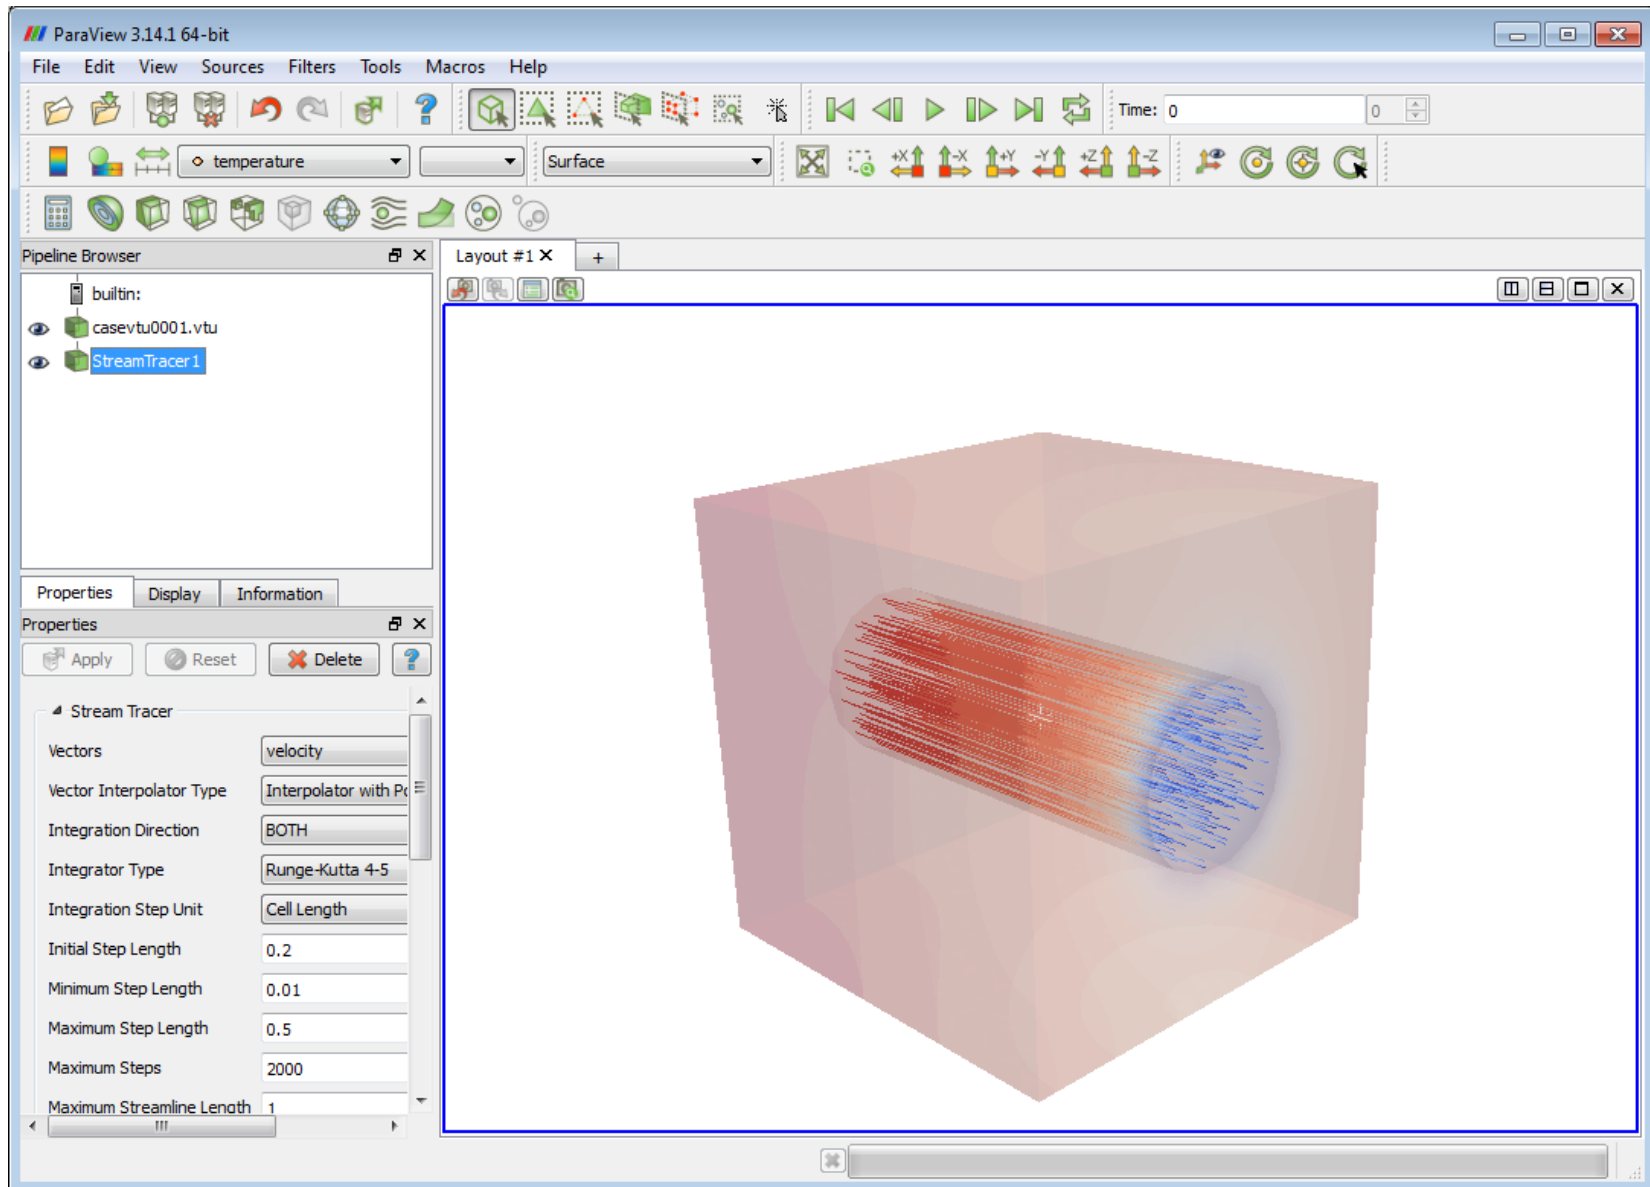 ParaView 3.14.1 64-bit
File Edit View Sources Filters Tools Macros Help
Time: 0 0
temperature Surface
+X -X +Y -Y +Z -Z
Pipeline Browser
Layout #1 +
builtin:
casevtu0001.vtu
StreamTracer1
Properties Display Information
Properties
Apply Reset Delete ?
Stream Tracer
Vectors velocity
Vector Interpolator Type Interpolator with
Integration Direction BOTH
Integrator Type Runge-Kutta 4-5
Integration Step Unit Cell Length
Initial Step Length 0.2
Minimum Step Length 0.01
Maximum Step Length 0.5
Maximum Steps 2000
Maximum Streamline Length 1